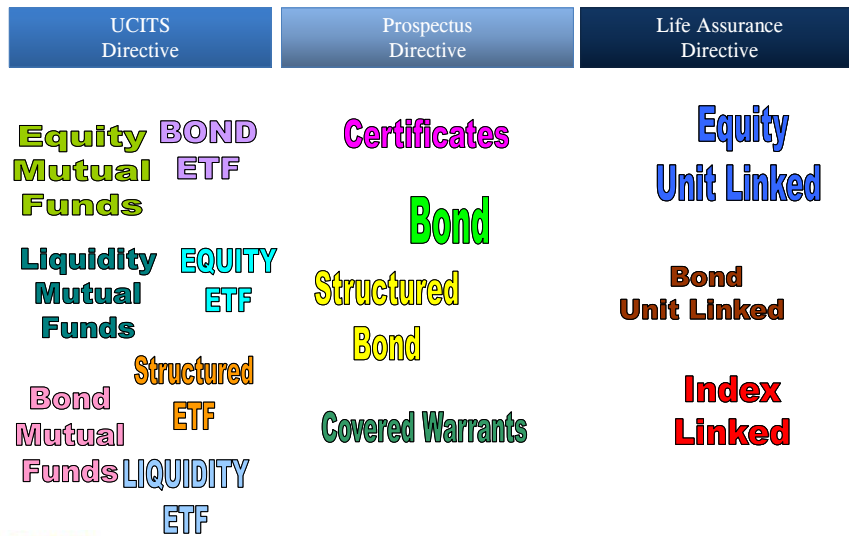 UCITS
Directive
Prospectus
Directive
Life Assurance
Directive
Equity
Mutual
Funds
BOND
ETF
Liquidity
Mutual
Funds
EQUITY
ETF
Structured
ETF
Bond
Mutual
Funds
LIQUIDITY
ETF
Certificates
Bond
Structured
Bond
Covered Warrants
Equity
Unit Linked
Bond
Unit Linked
Index
Linked